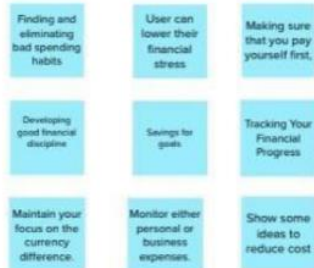 Finding and
eliminating
bad spending
habits
User can
lower their
financial
stress
Making sure
that you pay
yourself first,
Developing
good financial
discipline
Savings for
goals
Tracking Your
Financial
Progress
Maintain your
focus on the
currency
difference.
Monitor either
personal or
business
expenses.
Show some
ideas to
reduce cost